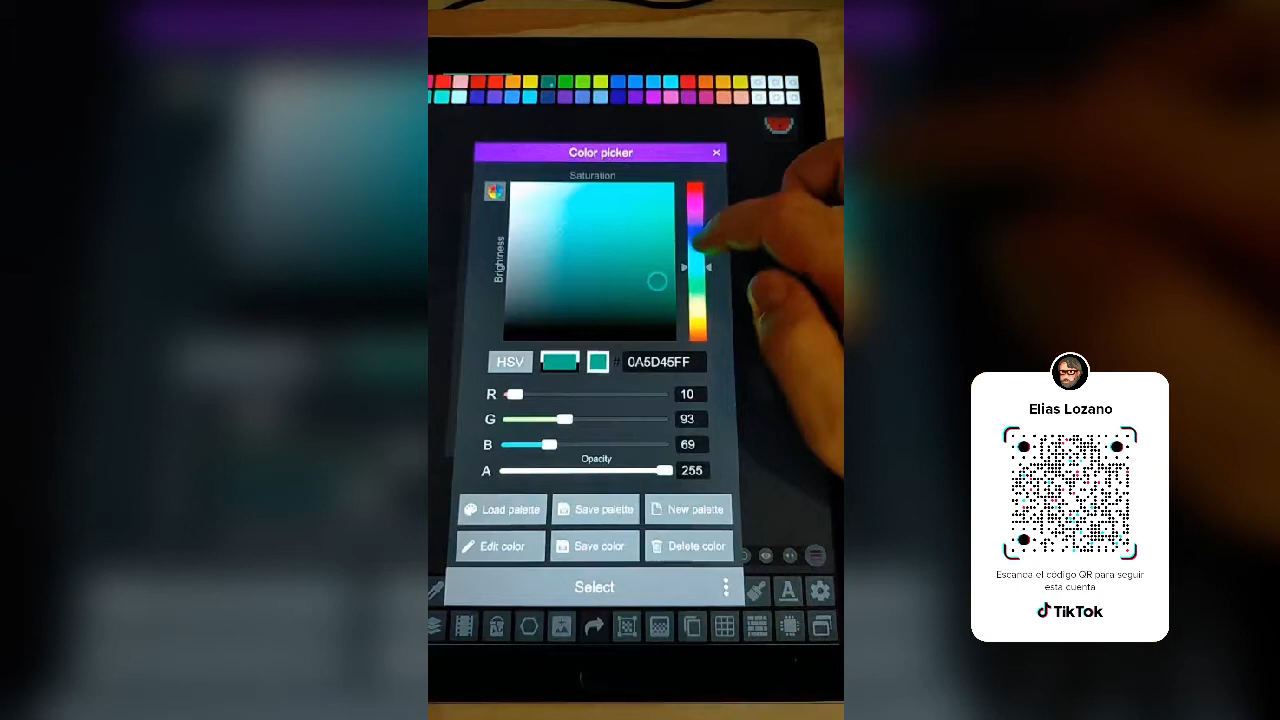 Color picker
Saturation
Brightness
HSV
# 0A5D45FF
R 10
G 93
B 69
Opacity
A 255
Load palette
Save palette
New palette
Edit color
Save color
Delete color
Select
A
Elias Lozano
Escanea el código QR para seguir
esta cuenta
TikTok